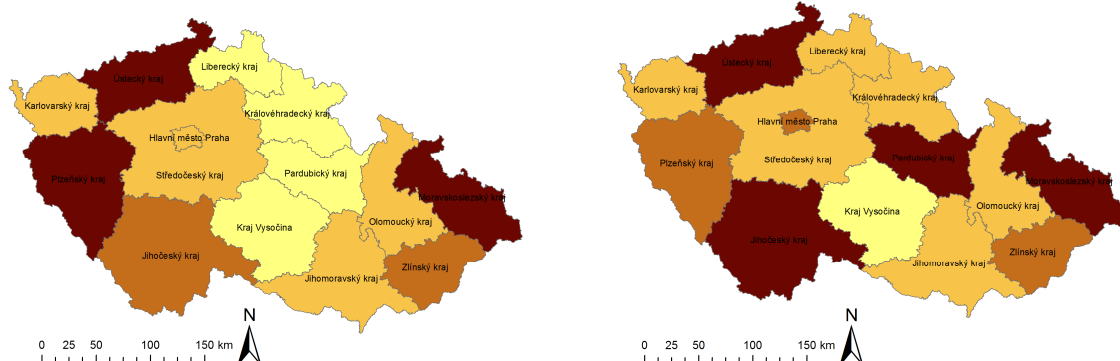 Ústecký kraj
Liberecký kraj
Karlovarský kraj
Královéhradecký kraj
Hlavní město Praha
Plzeňský kraj
Středočeský kraj
Pardubický kraj
Moravskoslezský kraj
Olomoucký kraj
Kraj Vysočina
Jihočeský kraj
Zlínský kraj
Jihomoravský kraj
N
0 25 50 100 150 km
Ústecký kraj
Liberecký kraj
Karlovarský kraj
Královéhradecký kraj
Hlavní město Praha
Plzeňský kraj
Středočeský kraj
Pardubický kraj
Moravskoslezský kraj
Olomoucký kraj
Kraj Vysočina
Jihočeský kraj
Zlínský kraj
Jihomoravský kraj
N
0 25 50 100 150 km